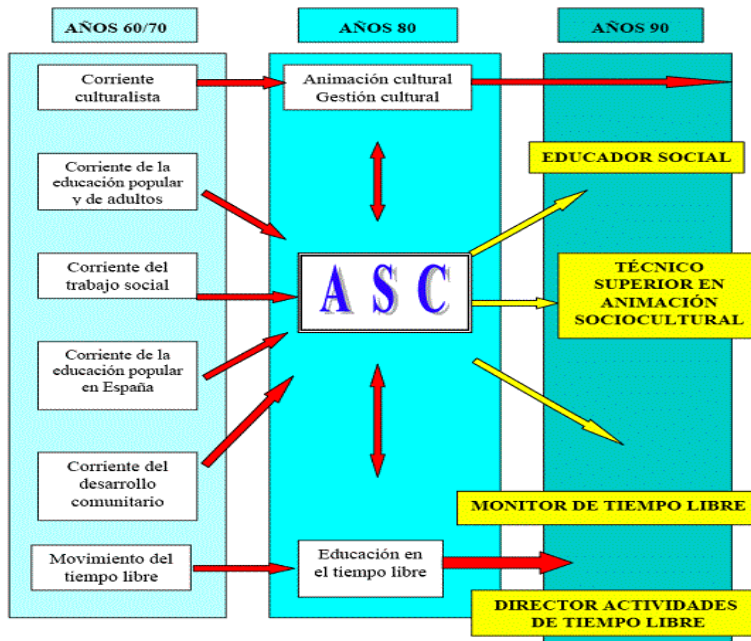 AÑOS 60/70
AÑOS 80
AÑOS 90
Corriente
culturalista
Animación cultural
Gestión cultural
Corriente de la
educación popular
y de adultos
EDUCADOR SOCIAL
Corriente del
trabajo social
A S C
TÉCNICO
SUPERIOR EN
ANIMACIÓN
SOCIOCULTURAL
Corriente de la
educación popular
en España
Corriente del
desarrollo
comunitario
MONITOR DE TIEMPO LIBRE
Movimiento del
tiempo libre
Educación en
el tiempo libre
DIRECTOR ACTIVIDADES
DE TIEMPO LIBRE